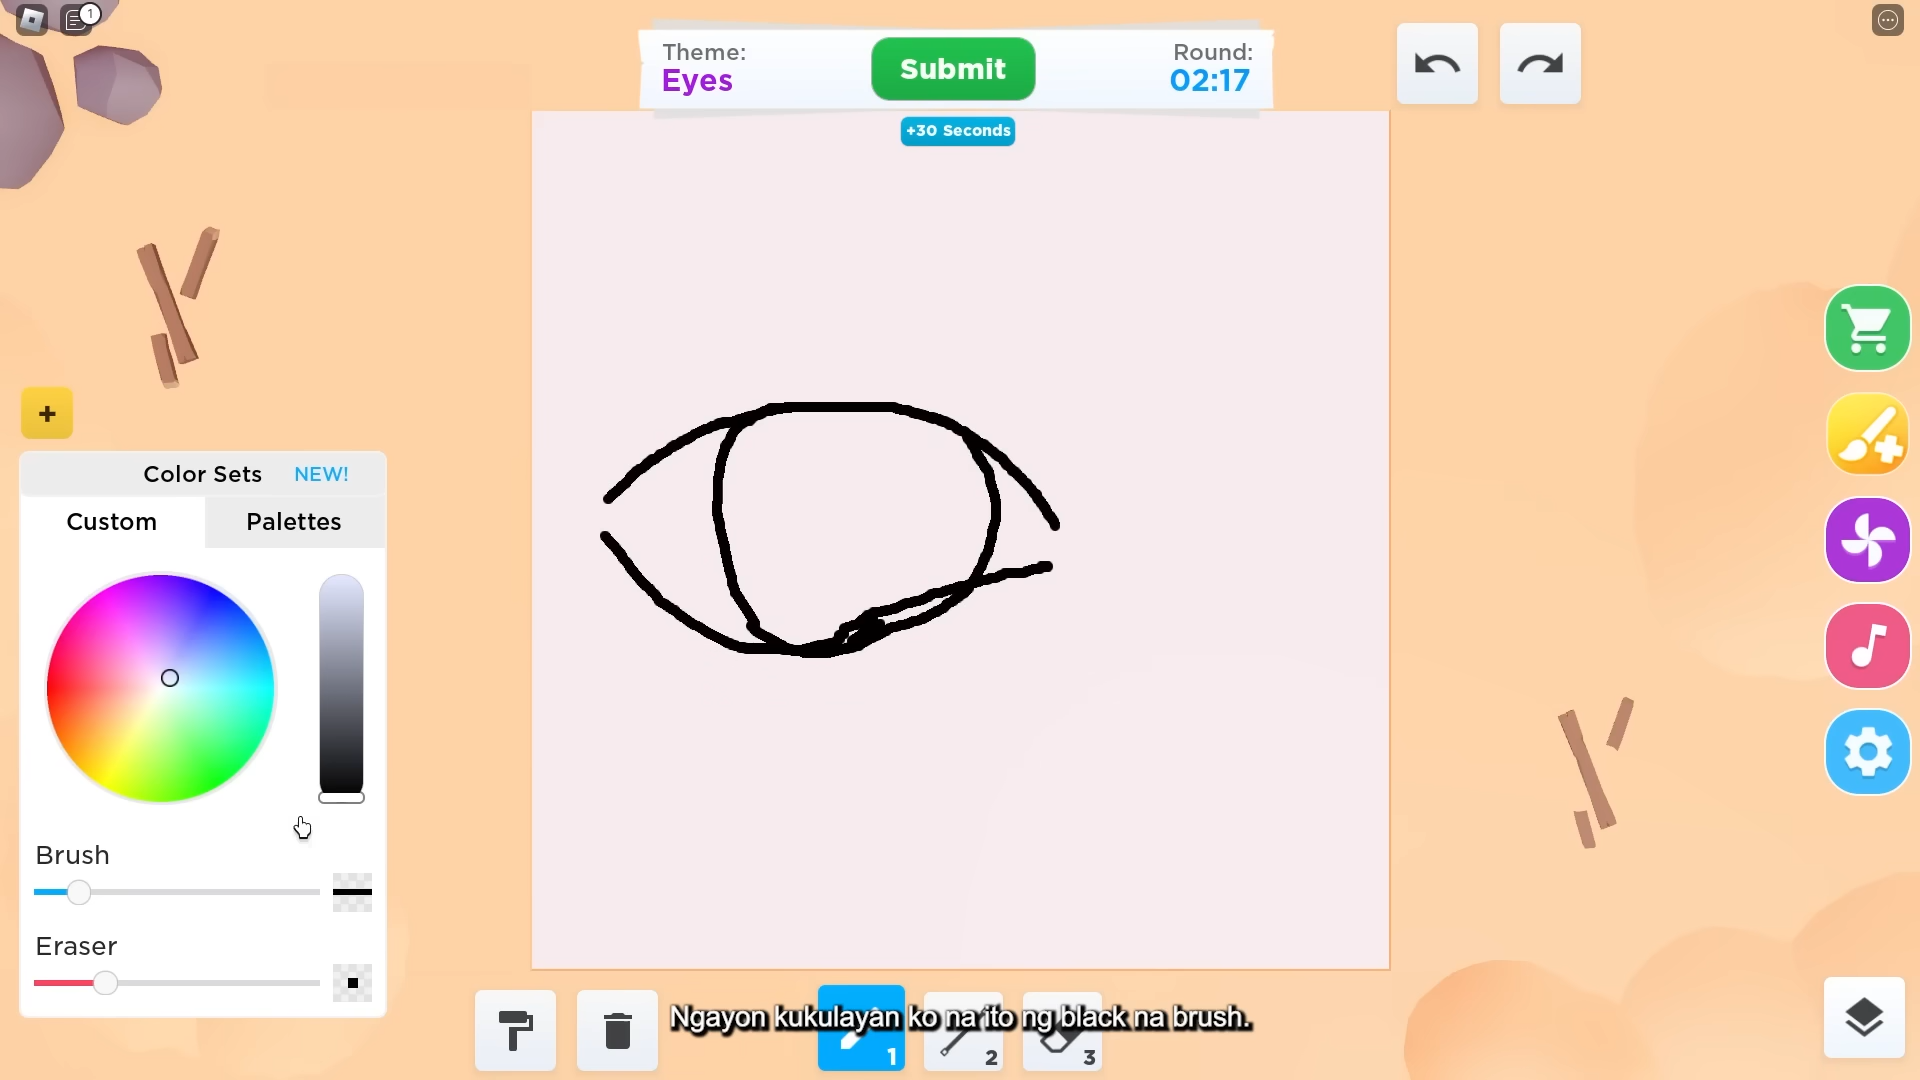 1
Theme:
Eyes
Submit
Round:
02:17
+30 Seconds
+
Color Sets NEW!
Custom
Palettes
Brush
Eraser
Ngayon kukulayan ko na ito ng black na brush.
1
2
3